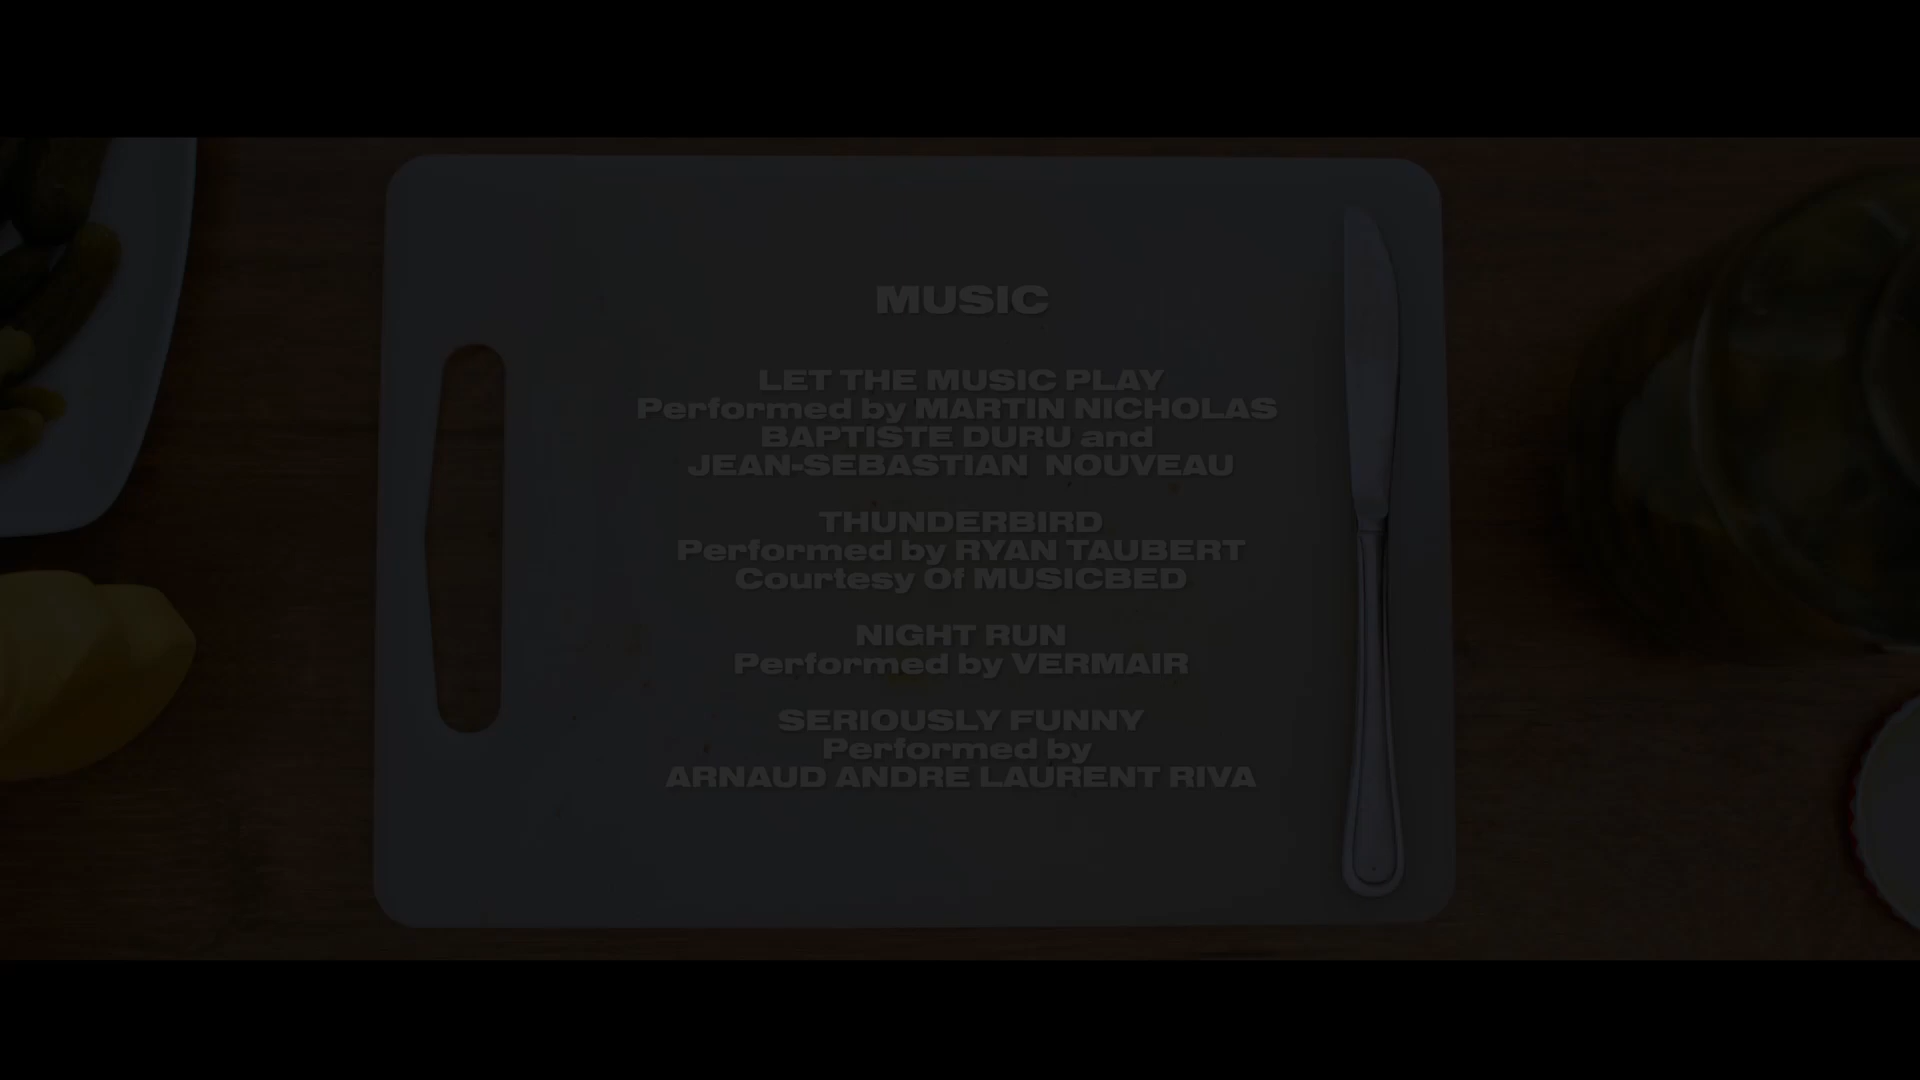 MUSIC
LET THE MUSIC PLAY
Performed by MARTIN NICHOLAS
BAPTISTE DURU and
JEAN-SEBASTIAN NOUVEAU
THUNDERBIRD
Performed by RYAN TAUBERT
Courtesy Of MUSICBED
NIGHT RUN
Performed by VERMAIR
SERIOUSLY FUNNY
Performed by
ARNAUD ANDRE LAURENT RIVA